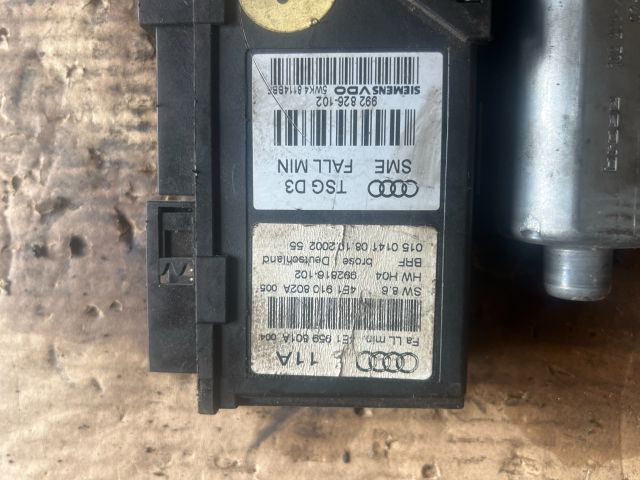 TSG D3
SME FALL MIN
992 826-102
SIEMENS VDO 5WK4 8114BBF
11A
Fa LL min. 4E1 959 801A 004
4E1 910 802A 005
SW 8.6
HW H04 992816-102
BRF brose / Deutschland
015 0141 08.10.2002 55